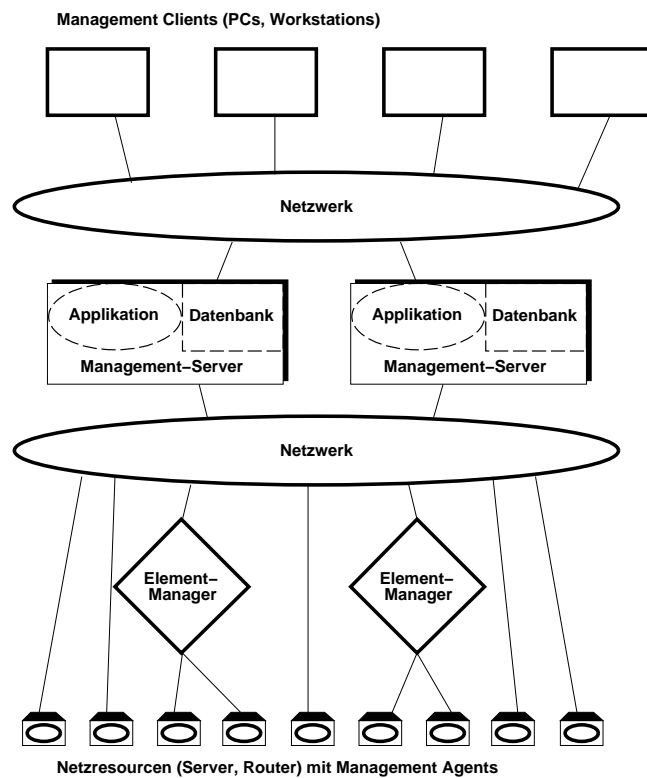 Management Clients (PCs, Workstations)
Netzwerk
Applikation Datenbank Applikation Datenbank
Management-Server Management-Server
Netzwerk
Element- Element-
Manager Manager
Netzresourcen (Server, Router) mit Management Agents